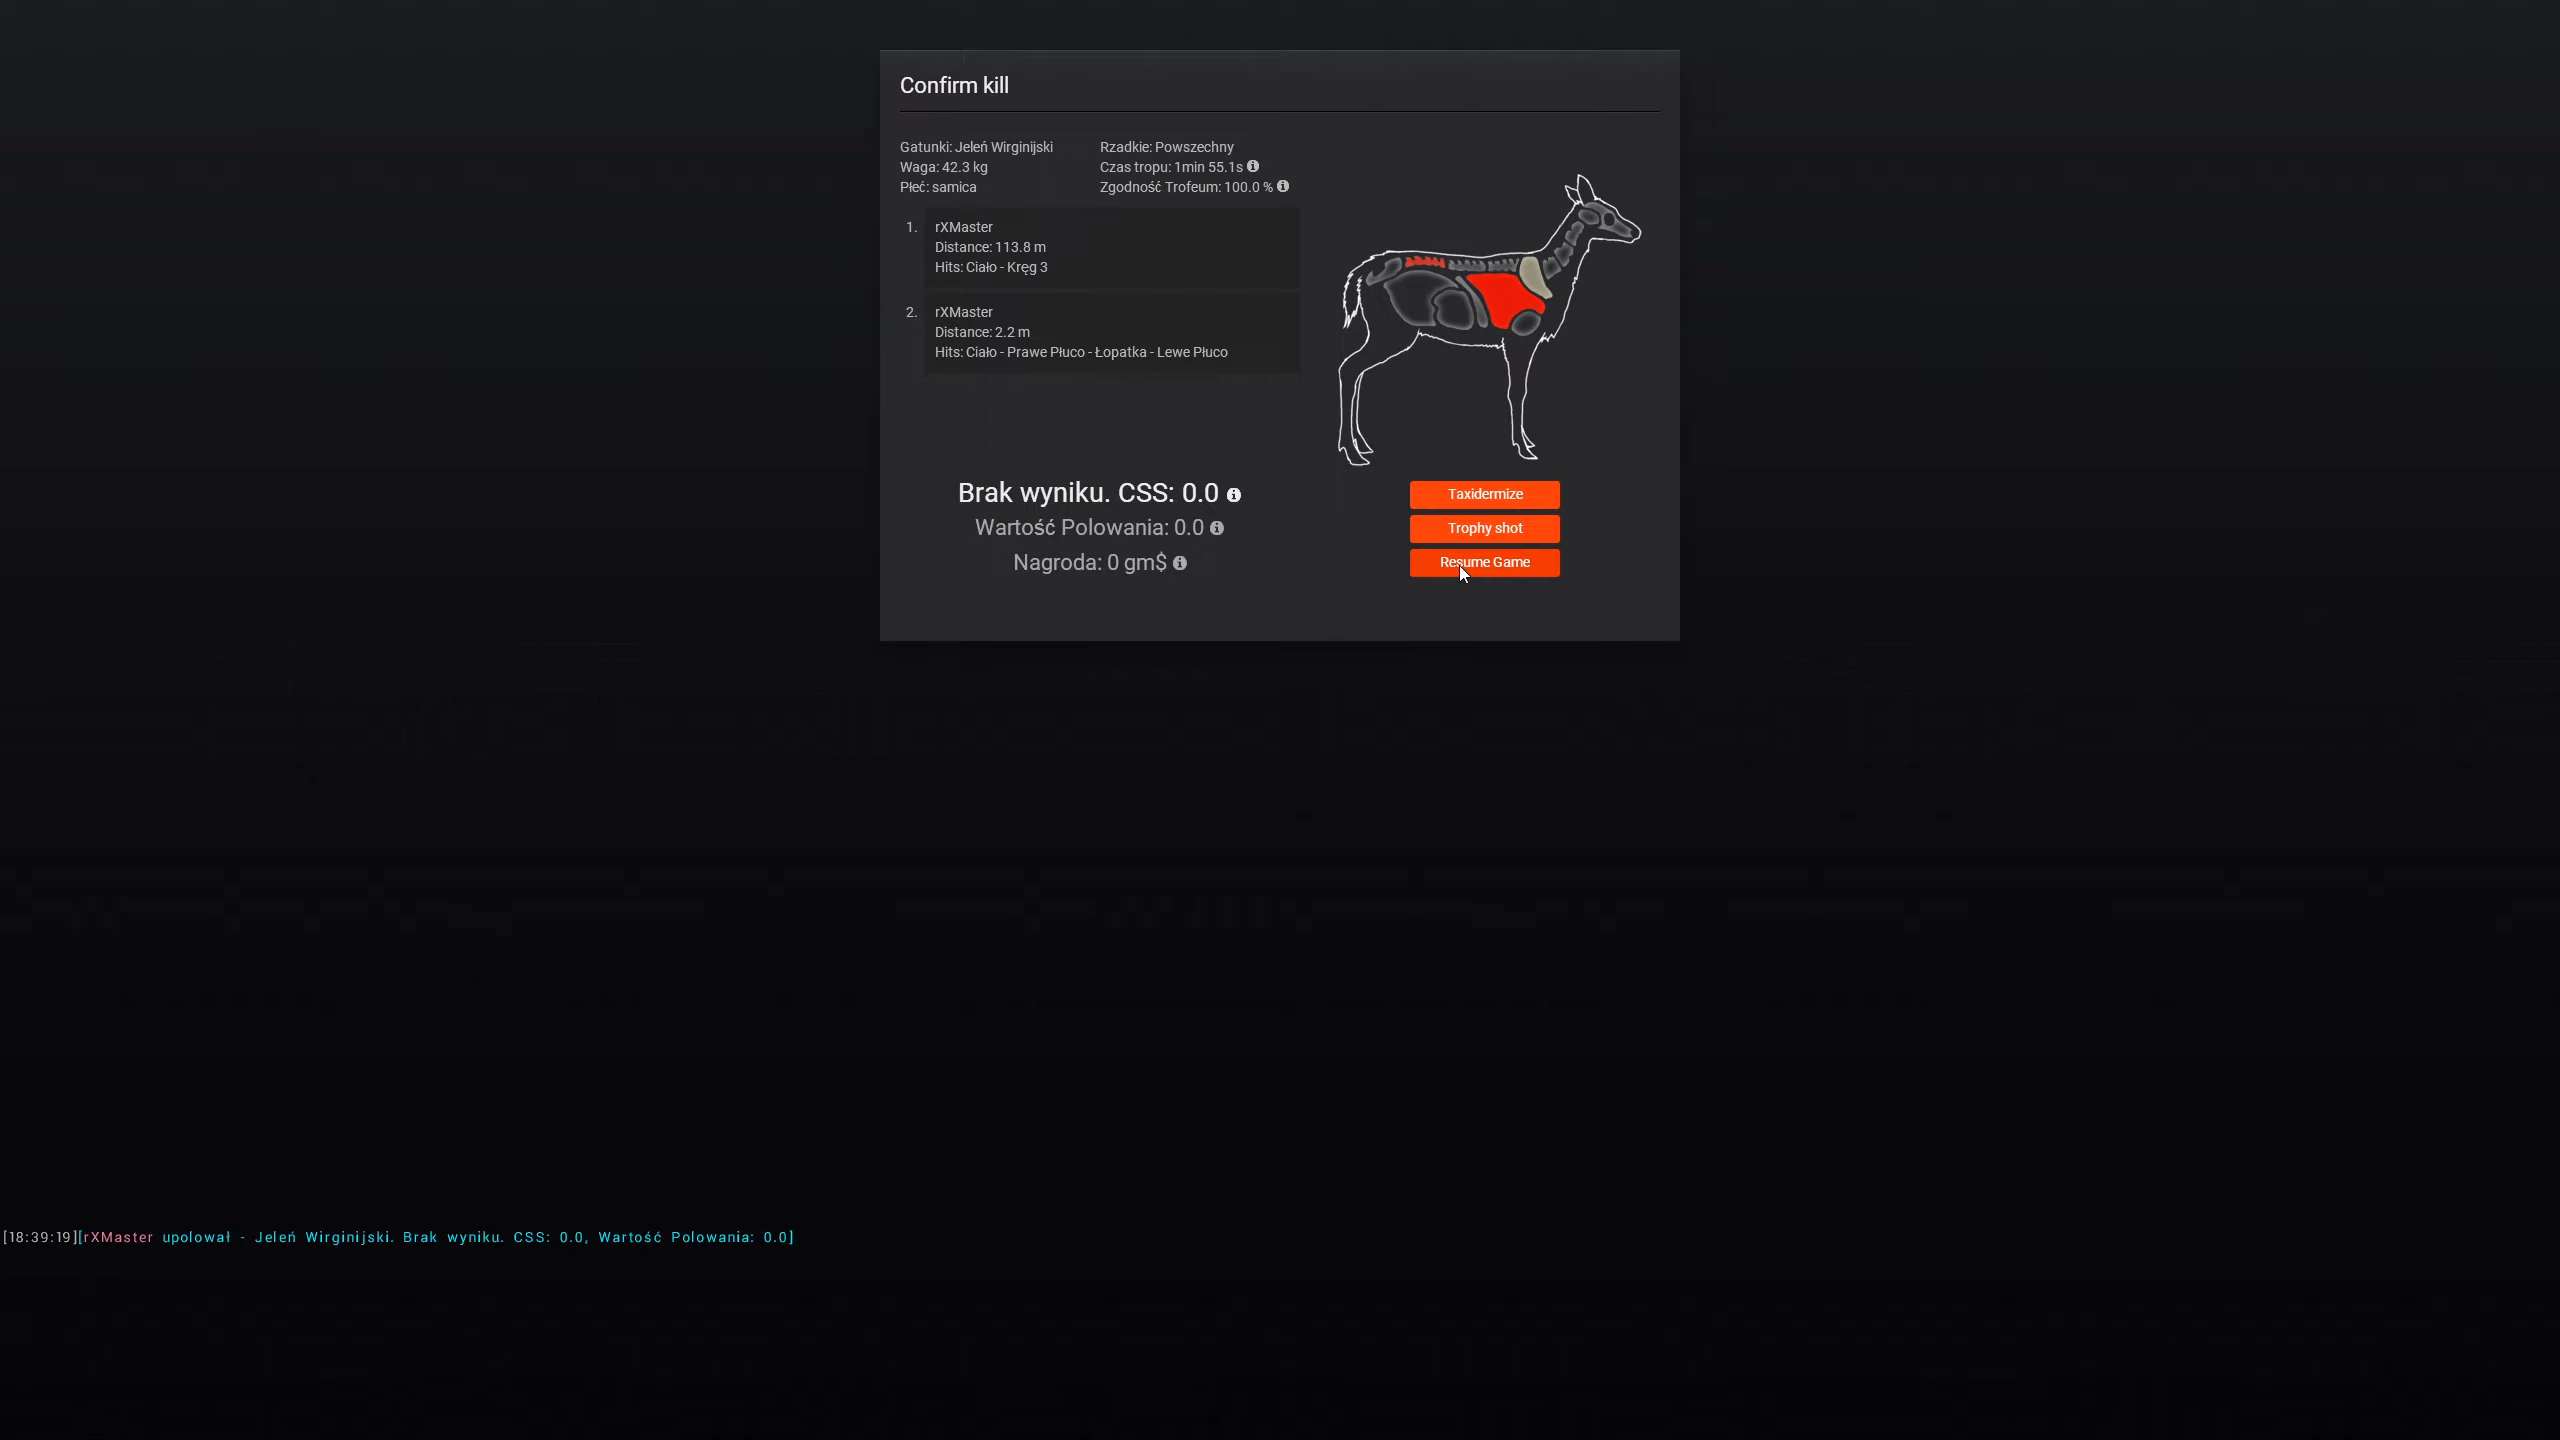 Confirm kill
Gatunki: Jeleń Wirginijski
Waga: 42.3 kg
Płeć: samica
Rzadkie: Powszechny
Czas tropu: 1min 55.1s
Zgodność Trofeum: 100.0 %
1.
rXMaster
Distance: 113.8 m
Hits: Ciało - Kręg 3
2.
rXMaster
Distance: 2.2 m
Hits: Ciało - Prawe Płuco - Łopatka - Lewe Płuco
Brak wyniku. CSS: 0.0
Wartość Polowania: 0.0
Nagroda: 0 gm$
Taxidermize
Trophy shot
Resume Game
[18:39:19][rXMaster upolował - Jeleń Wirginijski. Brak wyniku. CSS: 0.0, Wartość Polowania: 0.0]